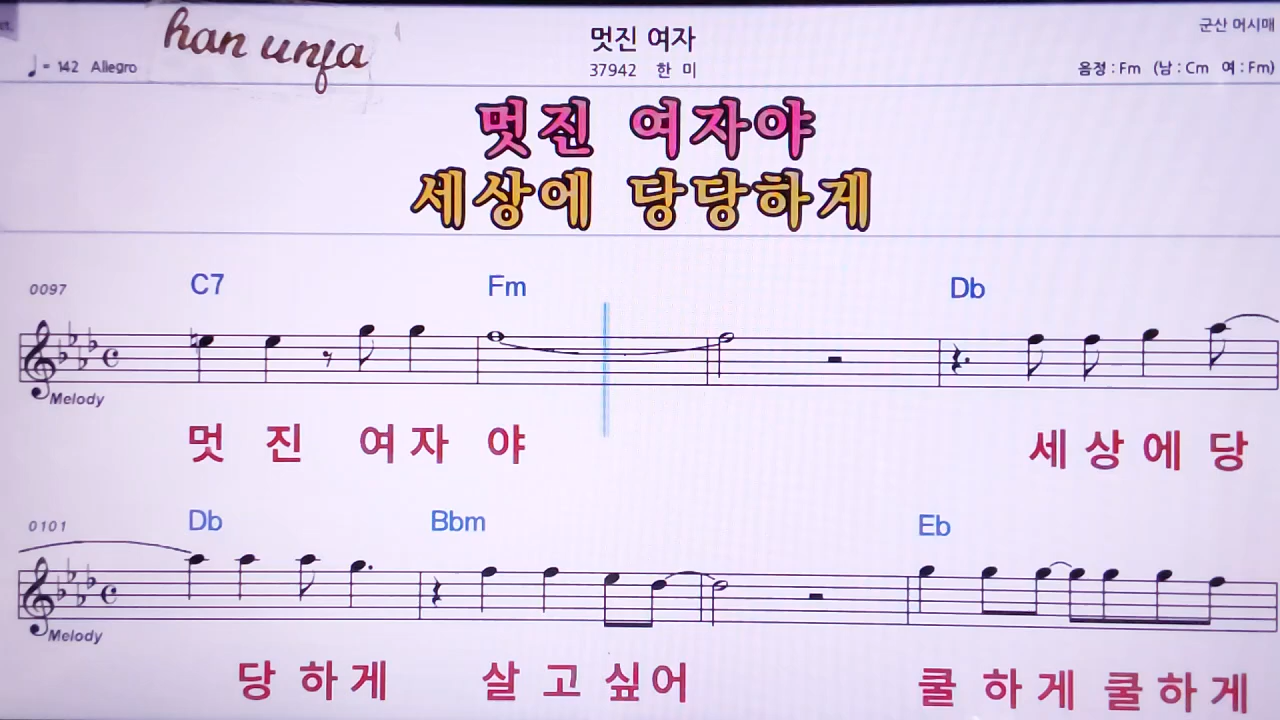 han unfa
멋진 여자
군산 어시매
♩= 142 Allegro
37942 한 미
음정 : Fm (남 : Cm 여 : Fm)
멋진 여자야
세상에 당당하게
0097 C7 Fm Db
Melody
멋 진 여 자 야 세 상 에 당
0101 Db Bbm Eb
Melody
당 하 게 살 고 싶 어 쿨 하 게 쿨 하 게